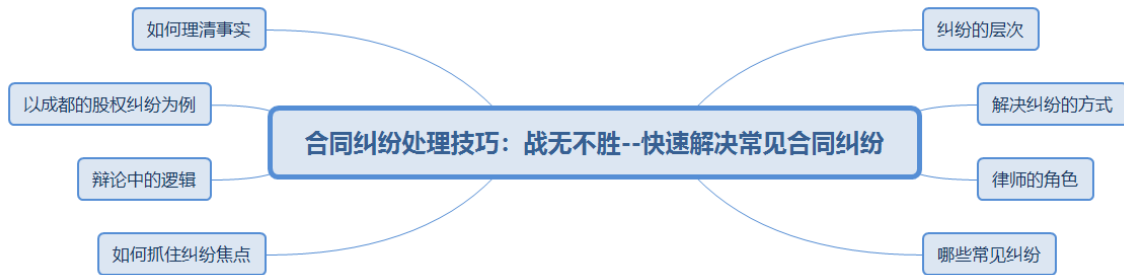 如何理清事实
纠纷的层次
以成都的股权纠纷为例
解决纠纷的方式
合同纠纷处理技巧：战无不胜--快速解决常见合同纠纷
辩论中的逻辑
律师的角色
如何抓住纠纷焦点
哪些常见纠纷